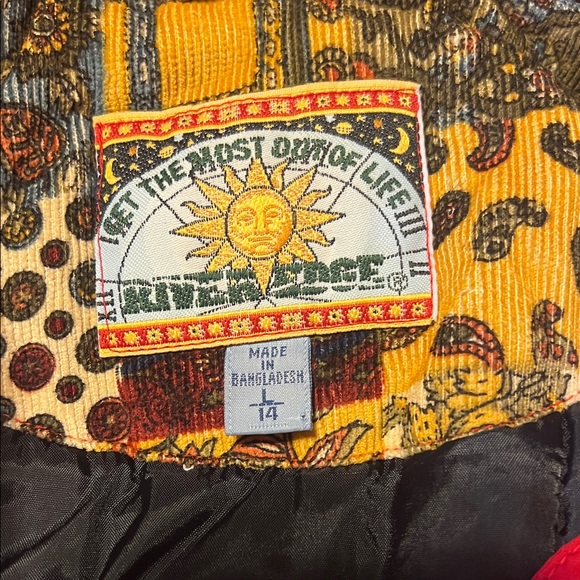 GET THE MOST OUT OF LIFE!!!
RIVER EDGE ®
MADE
IN
BANGLADESH
L
14